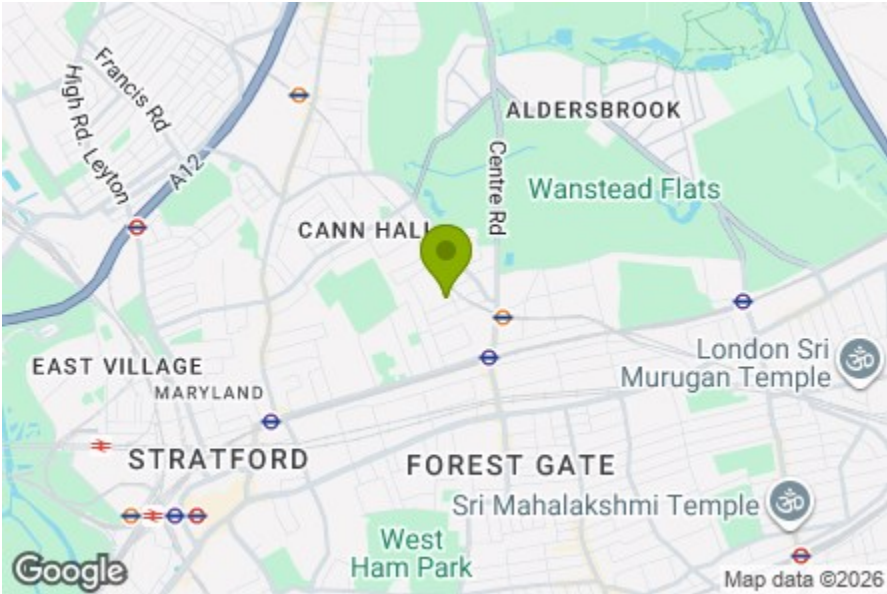 Francis Rd
High Rd. Leyton
A12
ALDERSBROOK
Centre Rd
Wanstead Flats
CANN HALL
EAST VILLAGE
MARYLAND
London Sri
Murugan Temple
STRATFORD
FOREST GATE
Sri Mahalakshmi Temple
West
Ham Park
Google
Map data ©2026